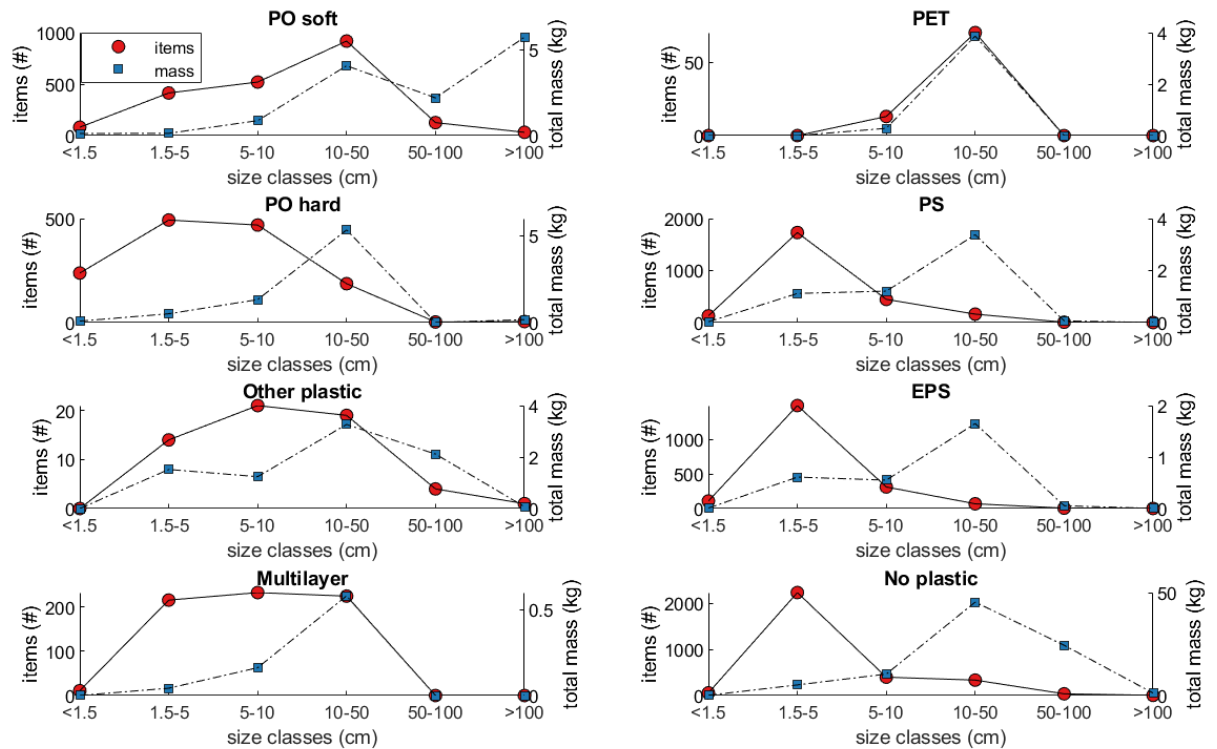 PO soft
1000
500
0
items (#)
items
mass
5
0
total mass (kg)
<1.5 1.5-5 5-10 10-50 50-100 >100
size classes (cm)
PET
50
0
items (#)
4
2
0
total mass (kg)
<1.5 1.5-5 5-10 10-50 50-100 >100
size classes (cm)
PO hard
500
0
items (#)
5
0
total mass (kg)
<1.5 1.5-5 5-10 10-50 50-100 >100
size classes (cm)
PS
2000
1000
0
items (#)
4
2
0
total mass (kg)
<1.5 1.5-5 5-10 10-50 50-100 >100
size classes (cm)
Other plastic
20
10
0
items (#)
4
2
0
total mass (kg)
<1.5 1.5-5 5-10 10-50 50-100 >100
size classes (cm)
EPS
1000
500
0
items (#)
2
1
0
total mass (kg)
<1.5 1.5-5 5-10 10-50 50-100 >100
size classes (cm)
Multilayer
200
100
0
items (#)
0.5
0
total mass (kg)
<1.5 1.5-5 5-10 10-50 50-100 >100
size classes (cm)
No plastic
2000
1000
0
items (#)
50
0
total mass (kg)
<1.5 1.5-5 5-10 10-50 50-100 >100
size classes (cm)